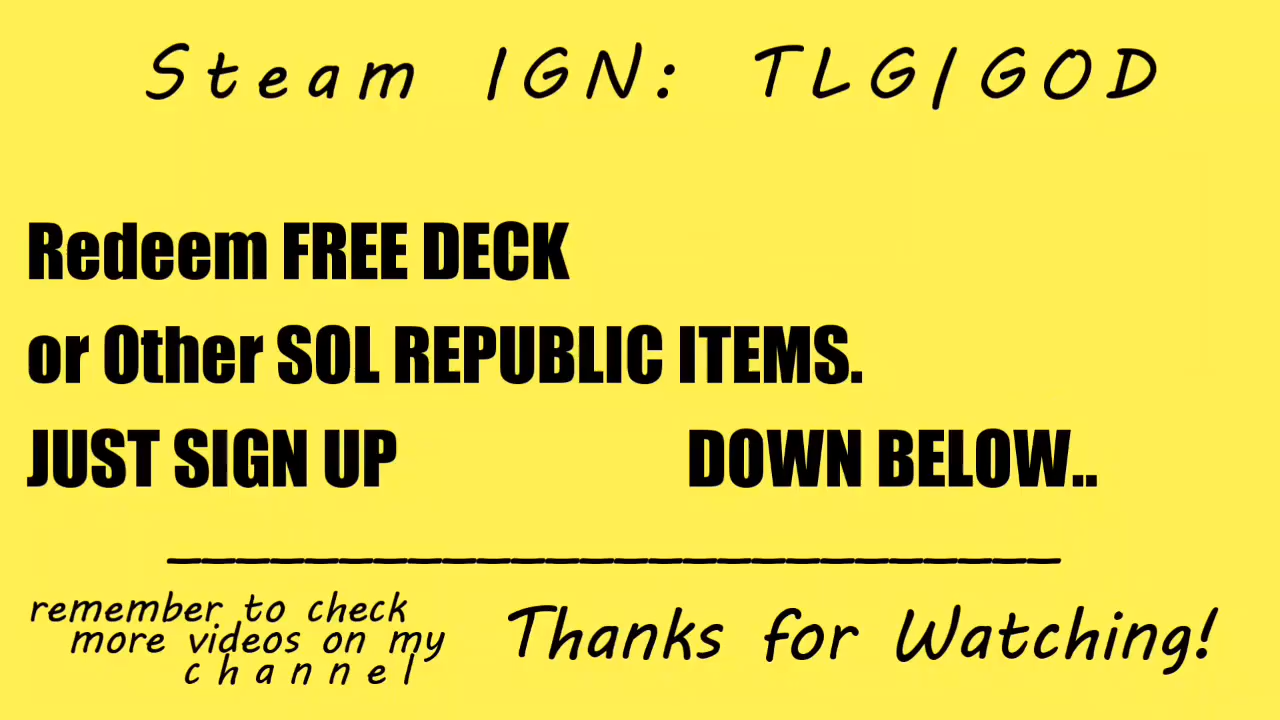 Steam IGN: TLG/GOD
Redeem FREE DECK
or Other SOL REPUBLIC ITEMS.
JUST SIGN UP DOWN BELOW..
__________________________
remember to check
more videos on my
channel
Thanks for Watching!